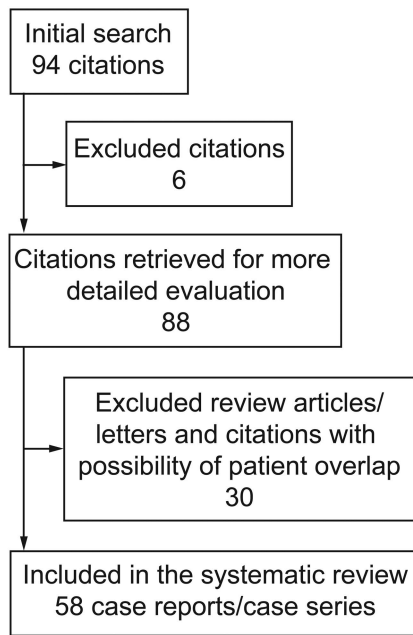 Initial search
94 citations
Excluded citations
6
Citations retrieved for more
detailed evaluation
88
Excluded review articles/
letters and citations with
possibility of patient overlap
30
Included in the systematic review
58 case reports/case series